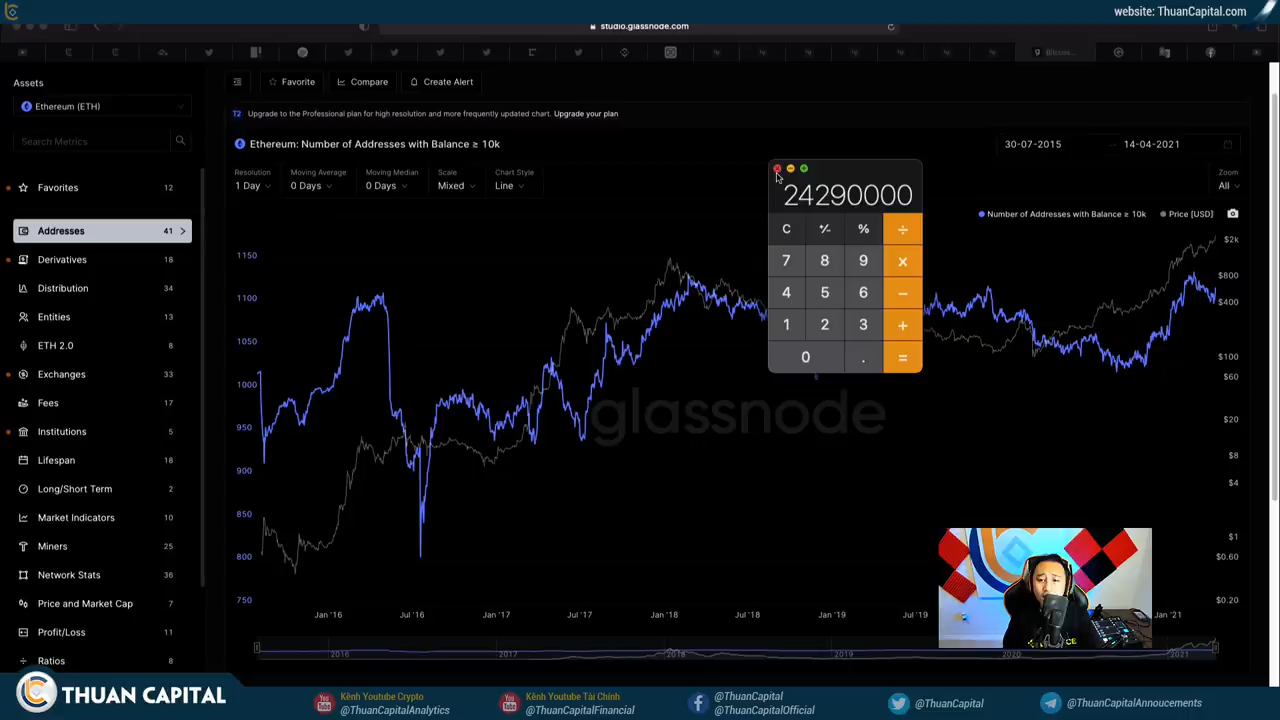 website: ThuanCapital.com
studio.glassnode.com
Assets
Ethereum (ETH)
Search Metrics
Favorites 12
Addresses 41
Derivatives 18
Distribution 34
Entities 13
ETH 2.0 8
Exchanges 33
Fees 17
Institutions 5
Lifespan 18
Long/Short Term 2
Market Indicators 10
Miners 25
Network Stats 36
Price and Market Cap 7
Profit/Loss 11
Ratios 8
Favorite Compare Create Alert
T2 Upgrade to the Professional plan for high resolution and more frequently updated chart. Upgrade your plan
Ethereum: Number of Addresses with Balance ≥ 10k
30-07-2015 → 14-04-2021
Resolution Moving Average Moving Median Scale Chart Style
1 Day 0 Days 0 Days Mixed Line
Zoom
All
Number of Addresses with Balance ≥ 10k Price [USD]
24290000
C +/- % ÷
7 8 9 ×
4 5 6 −
1 2 3 +
0 . =
1150
1100
1050
1000
950
900
850
800
750
$2k
$800
$400
$100
$60
$20
$8
$4
$1
$0.60
$0.20
glassnode
Jan '16 Jul '16 Jan '17 Jul '17 Jan '18 Jul '18 Jan '19 Jul '19 Jan '21
2016 2017 2018 2019 2020 2021
THUAN CAPITAL
Kênh Youtube Crypto
@ThuanCapitalAnalytics
Kênh Youtube Tài Chính
@ThuanCapitalFinancial
@ThuanCapital
@ThuanCapitalOfficial
@ThuanCapital
@ThuanCapitalAnnoucements